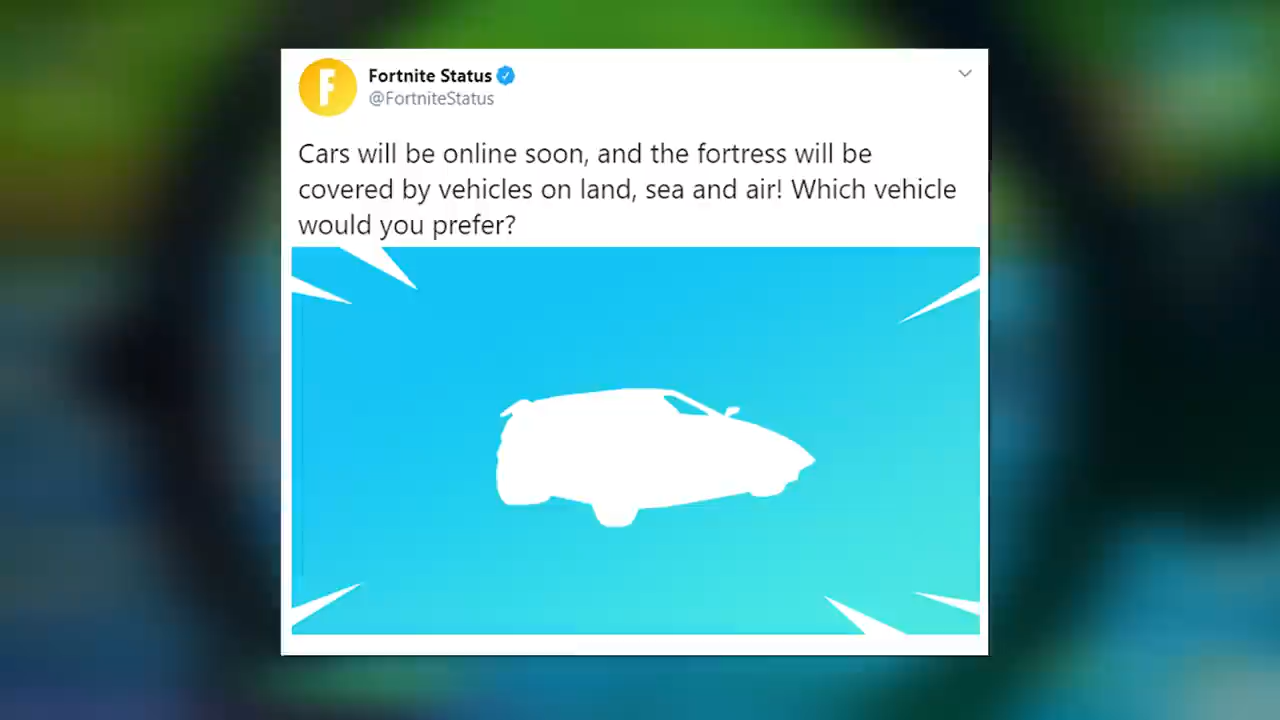 F
Fortnite Status
@FortniteStatus
Cars will be online soon, and the fortress will be
covered by vehicles on land, sea and air! Which vehicle
would you prefer?